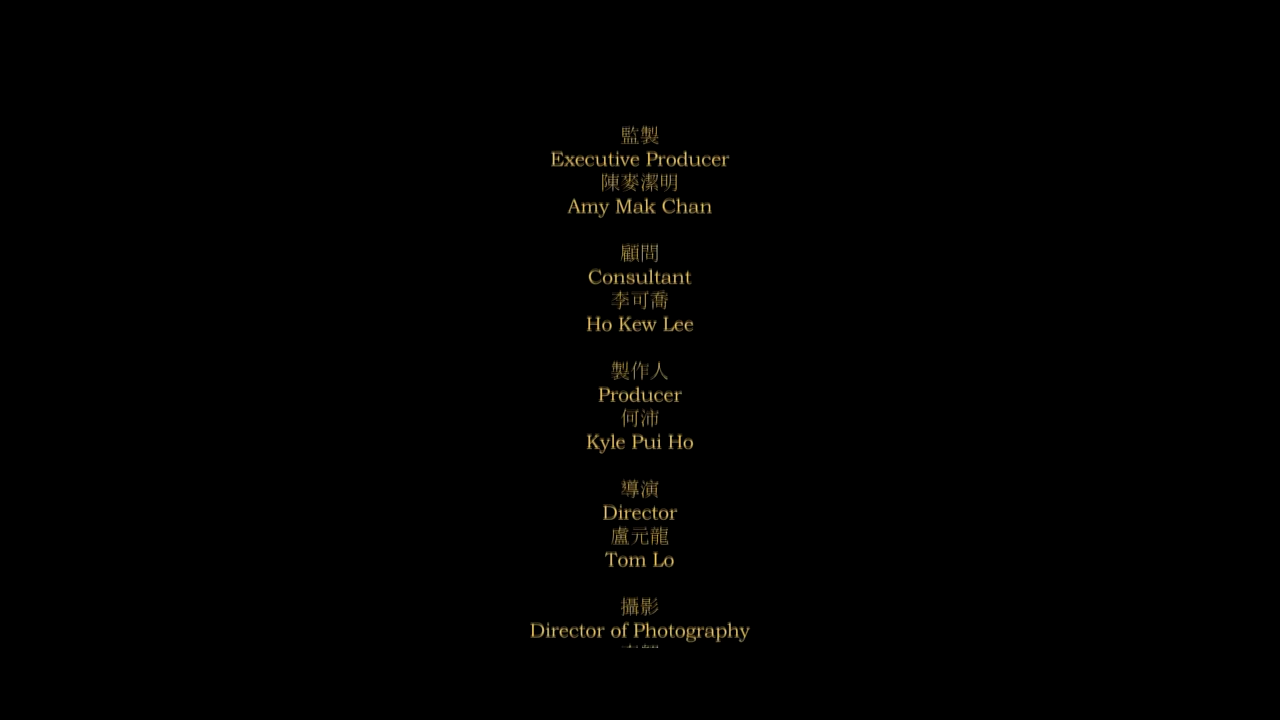 監製
Executive Producer
陳麥潔明
Amy Mak Chan
顧問
Consultant
李可喬
Ho Kew Lee
製作人
Producer
何沛
Kyle Pui Ho
導演
Director
盧元龍
Tom Lo
攝影
Director of Photography